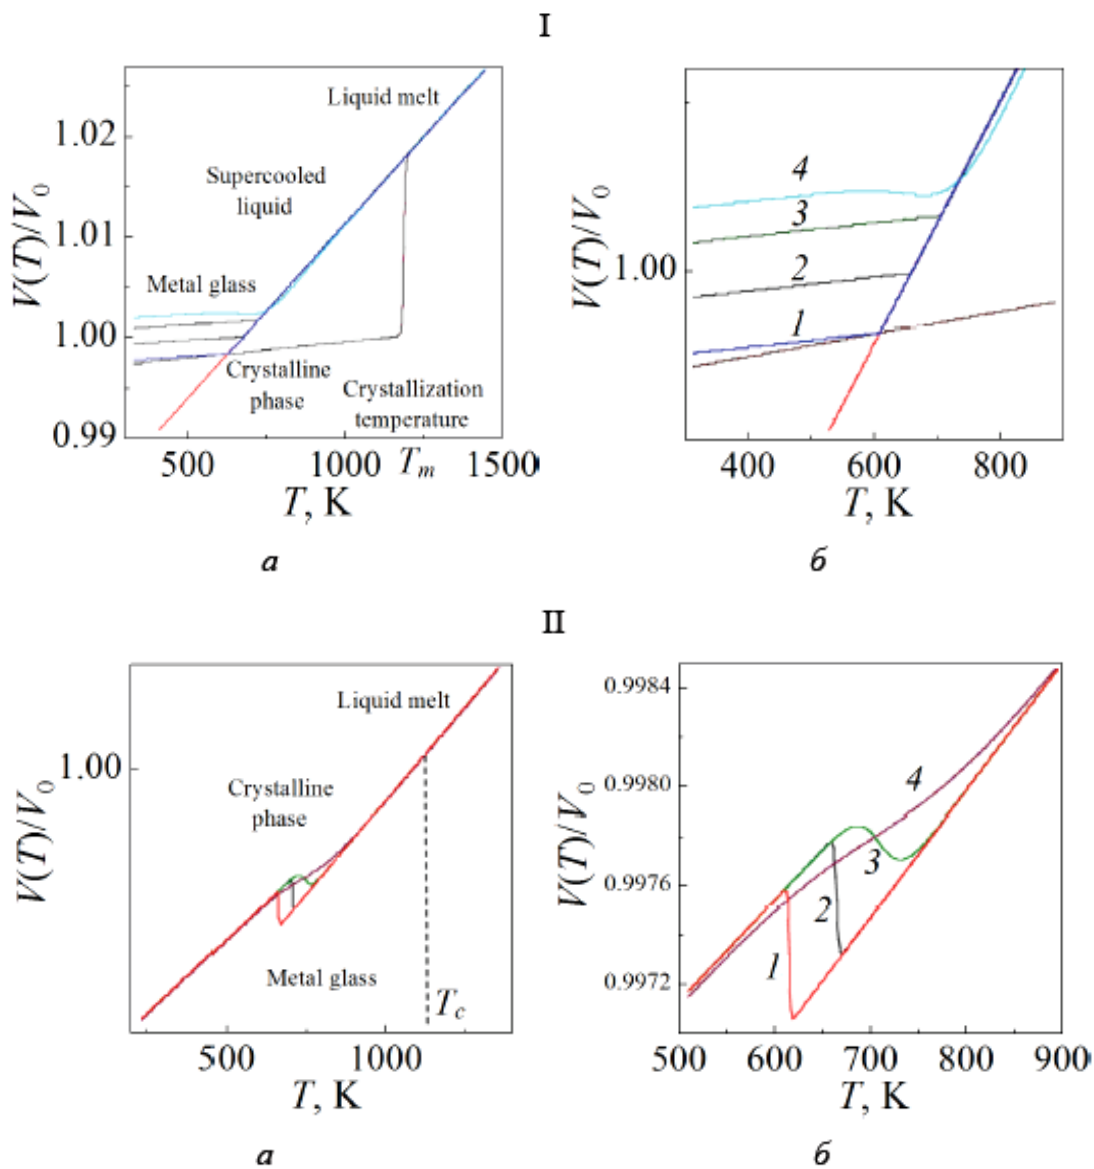 I
V(T)/V₀
1.02
1.01
1.00
0.99
Liquid melt
Supercooled
liquid
Metal glass
Crystalline
phase
Crystallization
temperature
500
1000
T_m
1500
T, K
а
V(T)/V₀
1.00
4
3
2
1
400
600
800
T, K
б
II
V(T)/V₀
1.00
Liquid melt
Crystalline
phase
Metal glass
T_c
500
1000
T, K
а
V(T)/V₀
0.9984
0.9980
0.9976
0.9972
4
3
2
1
500
600
700
800
900
T, K
б